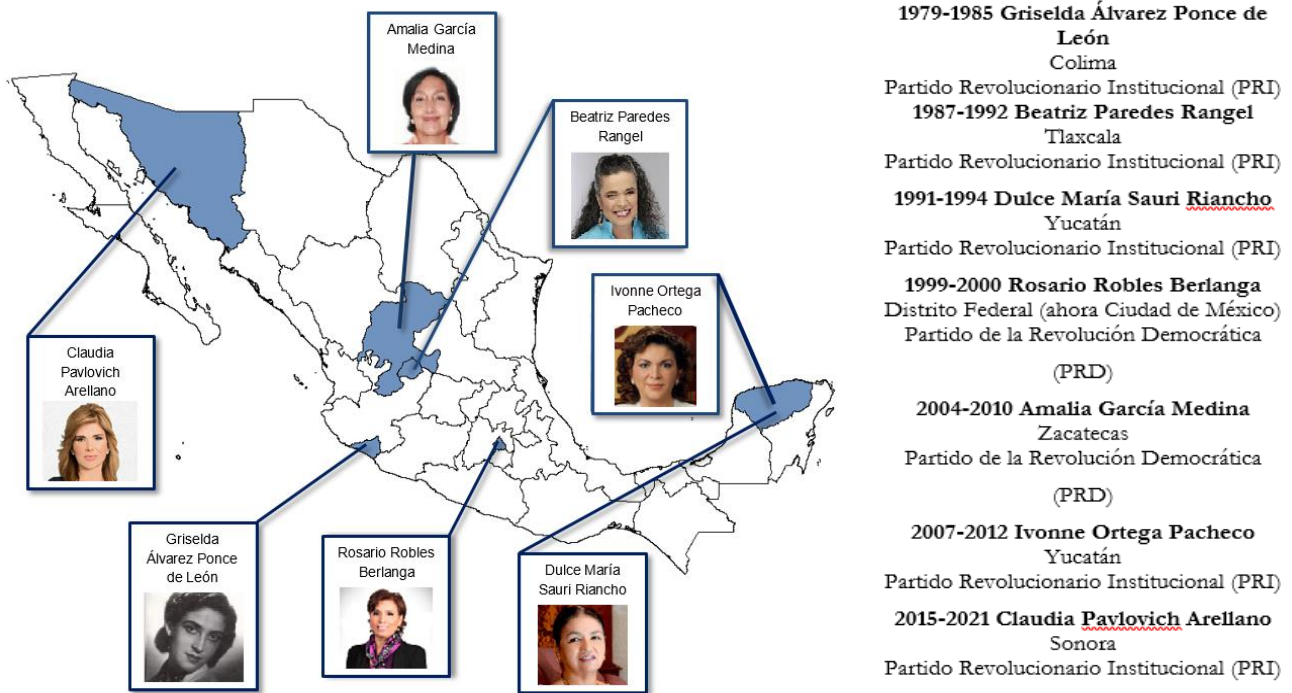 Amalia García
Medina
Beatriz Paredes
Rangel
Ivonne Ortega
Pacheco
Claudia
Pavlovich
Arellano
Griselda
Álvarez Ponce
de León
Rosario Robles
Berlanga
Dulce María
Sauri Riancho
1979-1985 Griselda Álvarez Ponce de
León
Colima
Partido Revolucionario Institucional (PRI)
1987-1992 Beatriz Paredes Rangel
Tlaxcala
Partido Revolucionario Institucional (PRI)
1991-1994 Dulce María Sauri Riancho
Yucatán
Partido Revolucionario Institucional (PRI)
1999-2000 Rosario Robles Berlanga
Distrito Federal (ahora Ciudad de México)
Partido de la Revolución Democrática
(PRD)
2004-2010 Amalia García Medina
Zacatecas
Partido de la Revolución Democrática
(PRD)
2007-2012 Ivonne Ortega Pacheco
Yucatán
Partido Revolucionario Institucional (PRI)
2015-2021 Claudia Pavlovich Arellano
Sonora
Partido Revolucionario Institucional (PRI)